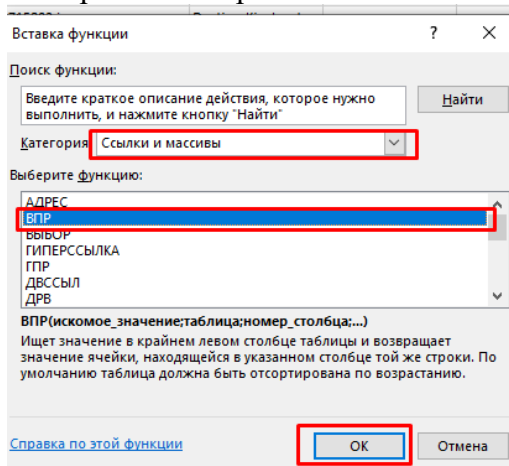 Вставка функции ? ×
Поиск функции:
Введите краткое описание действия, которое нужно
выполнить, и нажмите кнопку "Найти"
Найти
Категория Ссылки и массивы
Выберите функцию:
АДРЕС
ВПР
ВЫБОР
ГИПЕРССЫЛКА
ГПР
ДВССЫЛ
ДРВ
ВПР(искомое_значение;таблица;номер_столбца;...)
Ищет значение в крайнем левом столбце таблицы и возвращает
значение ячейки, находящейся в указанном столбце той же строки. По
умолчанию таблица должна быть отсортирована по возрастанию.
Справка по этой функции
ОК
Отмена